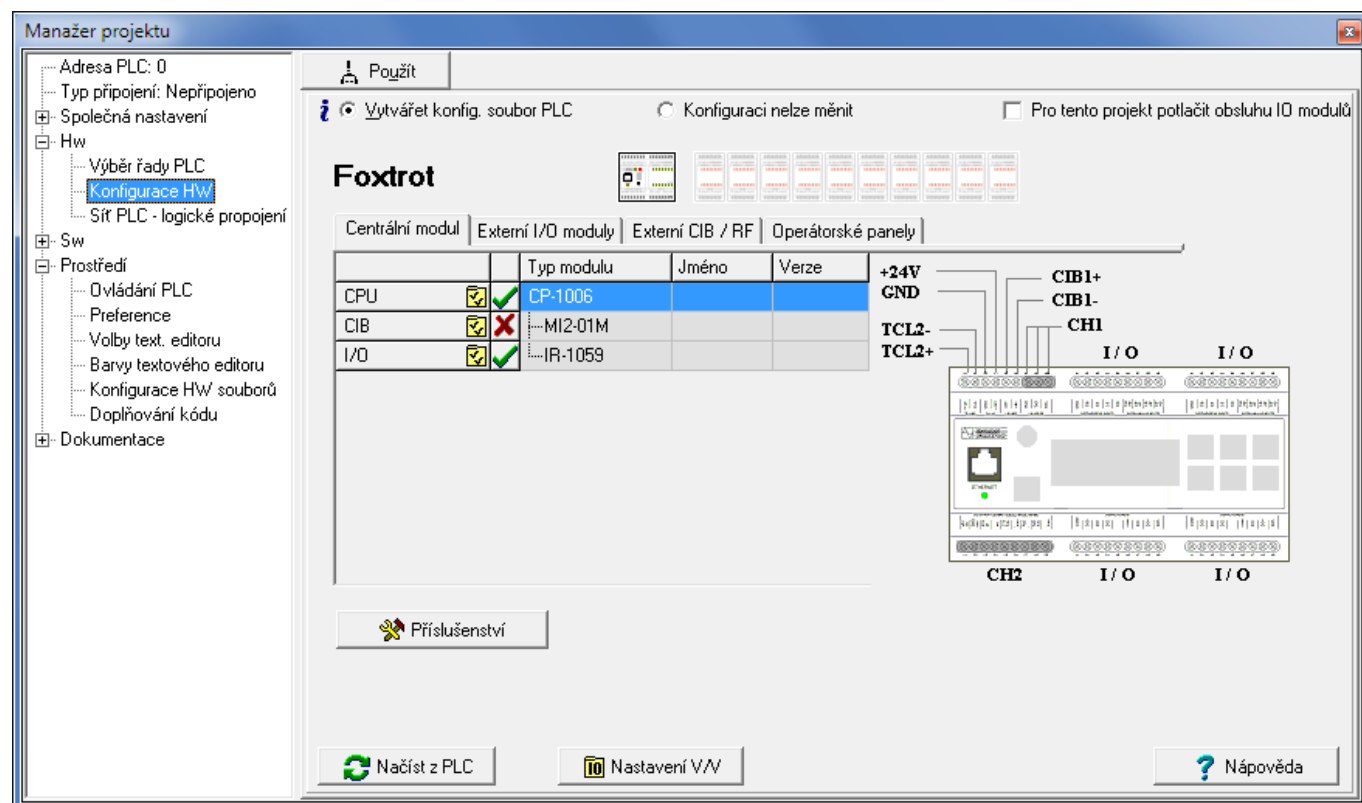 Manažer projektu
Adresa PLC: 0
Typ připojení: Nepřipojeno
Společná nastavení
Hw
Výběr řady PLC
Konfigurace HW
Síť PLC - logické propojení
Sw
Prostředí
Ovládání PLC
Preference
Volby text. editoru
Barvy textového editoru
Konfigurace HW souborů
Doplňování kódu
Dokumentace
Použít
Vytvářet konfig. soubor PLC Konfiguraci nelze měnit Pro tento projekt potlačit obsluhu IO modulů
Foxtrot
Centrální modul Externí I/O moduly Externí CIB / RF Operátorské panely
Typ modulu Jméno Verze
CPU CP-1006
CIB MI2-01M
I/O IR-1059
+24V CIB1+
GND CIB1-
TCL2- CH1
TCL2+ I / O I / O
ETHERNET
CH2 I / O I / O
Příslušenství
Načíst z PLC Nastavení V/V Nápověda